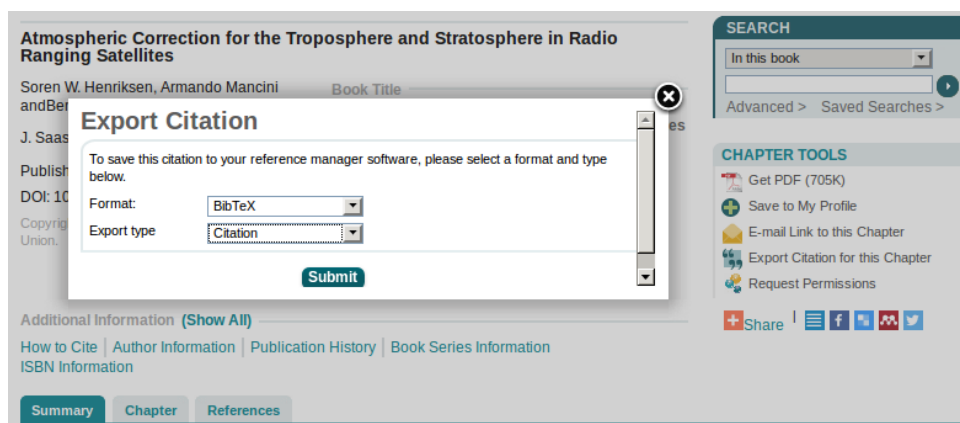 Atmospheric Correction for the Troposphere and Stratosphere in Radio
Ranging Satellites
Soren W. Henriksen, Armando Mancini
Book Title
J.
DOI:
Union.
Export Citation
To save this citation to your reference manager software, please select a format and type
below.
Format:
BibTeX
Export type
Citation
Submit
Additional Information (Show All)
How to Cite | Author Information | Publication History | Book Series Information
ISBN Information
Summary
Chapter
References
SEARCH
In this book
Advanced > Saved Searches >
CHAPTER TOOLS
Get PDF (705K)
Save to My Profile
E-mail Link to this Chapter
Export Citation for this Chapter
Request Permissions
Share